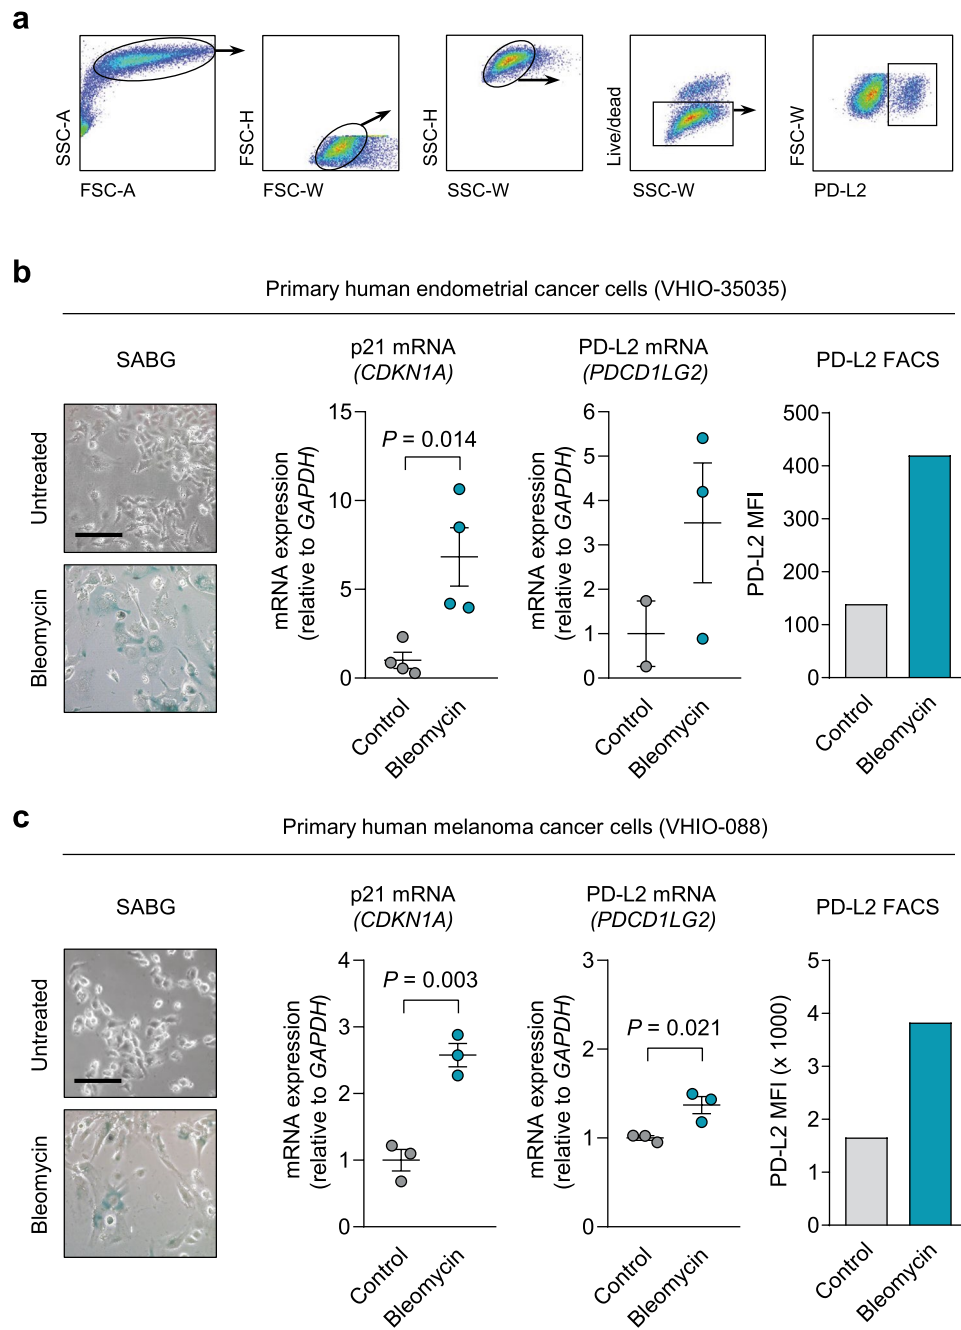 a
SSC-A
FSC-A
FSC-H
FSC-W
SSC-H
SSC-W
Live/dead
SSC-W
FSC-W
PD-L2
b
Primary human endometrial cancer cells (VHIO-35035)
SABG
Untreated
Bleomycin
p21 mRNA
(CDKN1A)
mRNA expression
(relative to GAPDH)
15
10
5
0
P = 0.014
Control
Bleomycin
PD-L2 mRNA
(PDCD1LG2)
mRNA expression
(relative to GAPDH)
6
5
4
3
2
1
0
Control
Bleomycin
PD-L2 FACS
PD-L2 MFI
500
400
300
200
100
0
Control
Bleomycin
c
Primary human melanoma cancer cells (VHIO-088)
SABG
Untreated
Bleomycin
p21 mRNA
(CDKN1A)
mRNA expression
(relative to GAPDH)
4
3
2
1
0
P = 0.003
Control
Bleomycin
PD-L2 mRNA
(PDCD1LG2)
mRNA expression
(relative to GAPDH)
3
2
1
0
P = 0.021
Control
Bleomycin
PD-L2 FACS
PD-L2 MFI (x 1000)
5
4
3
2
1
0
Control
Bleomycin